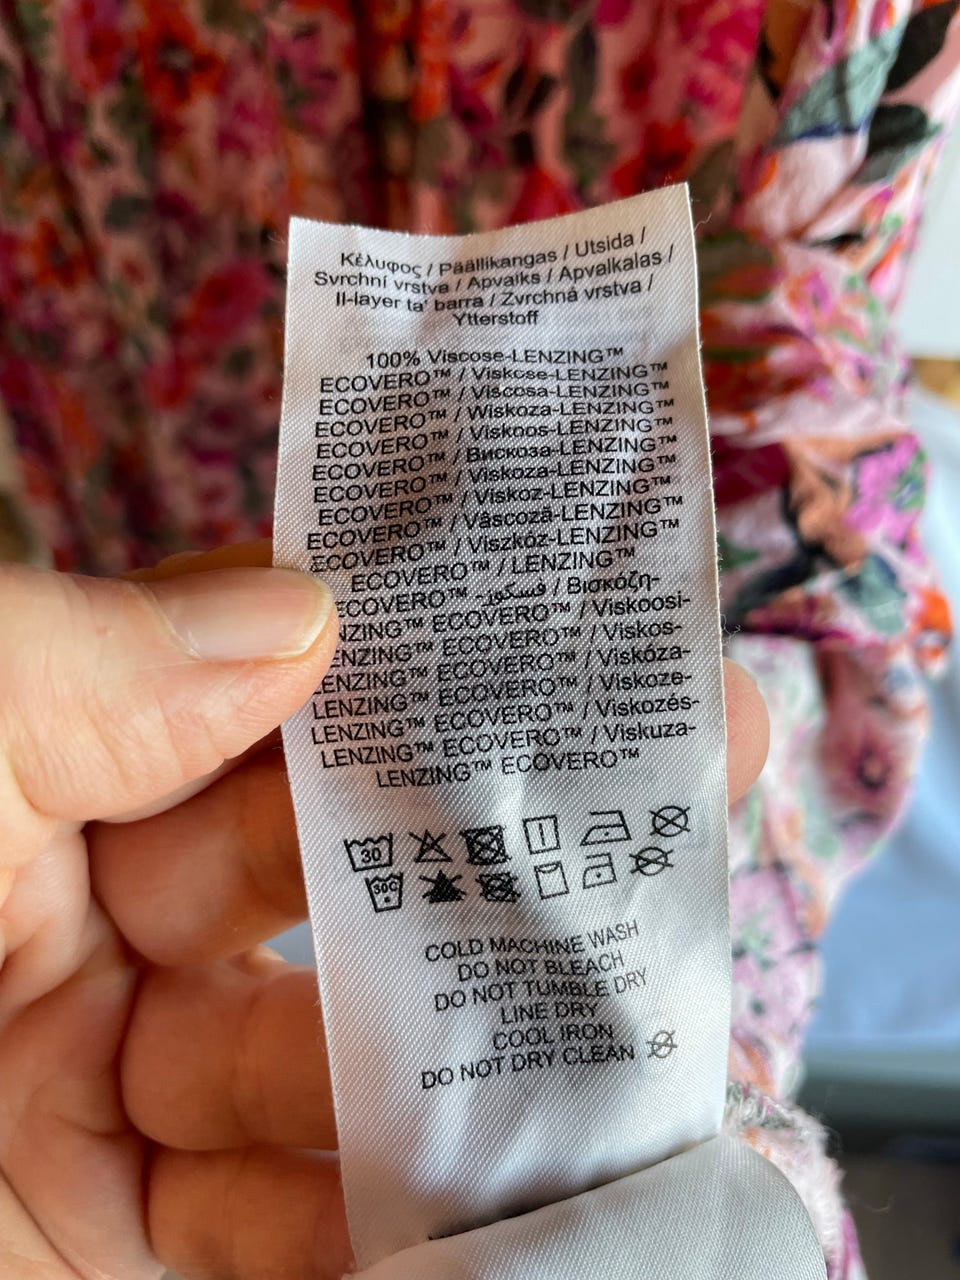 Κέλυφος / Päällikangas / Utsida /
Svrchní vrstva / Apvalks / Apvalkalas /
Il-layer ta' barra / Zvrchná vrstva /
Ytterstoff
100% Viscose-LENZING™
ECOVERO™ / Viskose-LENZING™
ECOVERO™ / Viscosa-LENZING™
ECOVERO™ / Wiskoza-LENZING™
ECOVERO™ / Viskoos-LENZING™
ECOVERO™ / Вискоза-LENZING™
ECOVERO™ / Viskoza-LENZING™
ECOVERO™ / Viskoz-LENZING™
ECOVERO™ / Vâscoză-LENZING™
ECOVERO™ / Viszkóz-LENZING™
ECOVERO™ / LENZING™
ECOVERO™ -فسكوز / Βισκόζη-
NZING™ ECOVERO™ / Viskoosi-
ENZING™ ECOVERO™ / Viskos-
LENZING™ ECOVERO™ / Viskóza-
LENZING™ ECOVERO™ / Viskoze-
LENZING™ ECOVERO™ / Viskozės-
LENZING™ ECOVERO™ / Viskuza-
LENZING™ ECOVERO™
30
30C
COLD MACHINE WASH
DO NOT BLEACH
DO NOT TUMBLE DRY
LINE DRY
COOL IRON
DO NOT DRY CLEAN